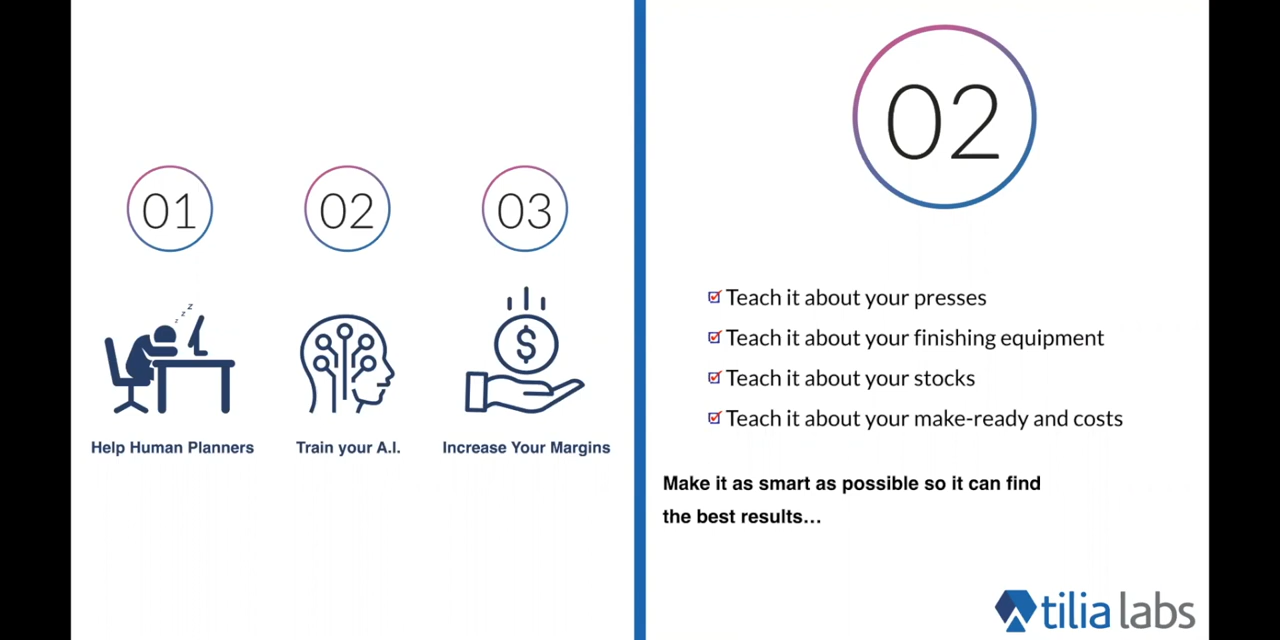 01
02
03
z
z
z
$
Help Human Planners
Train your A.I.
Increase Your Margins
02
Teach it about your presses
Teach it about your finishing equipment
Teach it about your stocks
Teach it about your make-ready and costs
Make it as smart as possible so it can find
the best results...
tilia labs